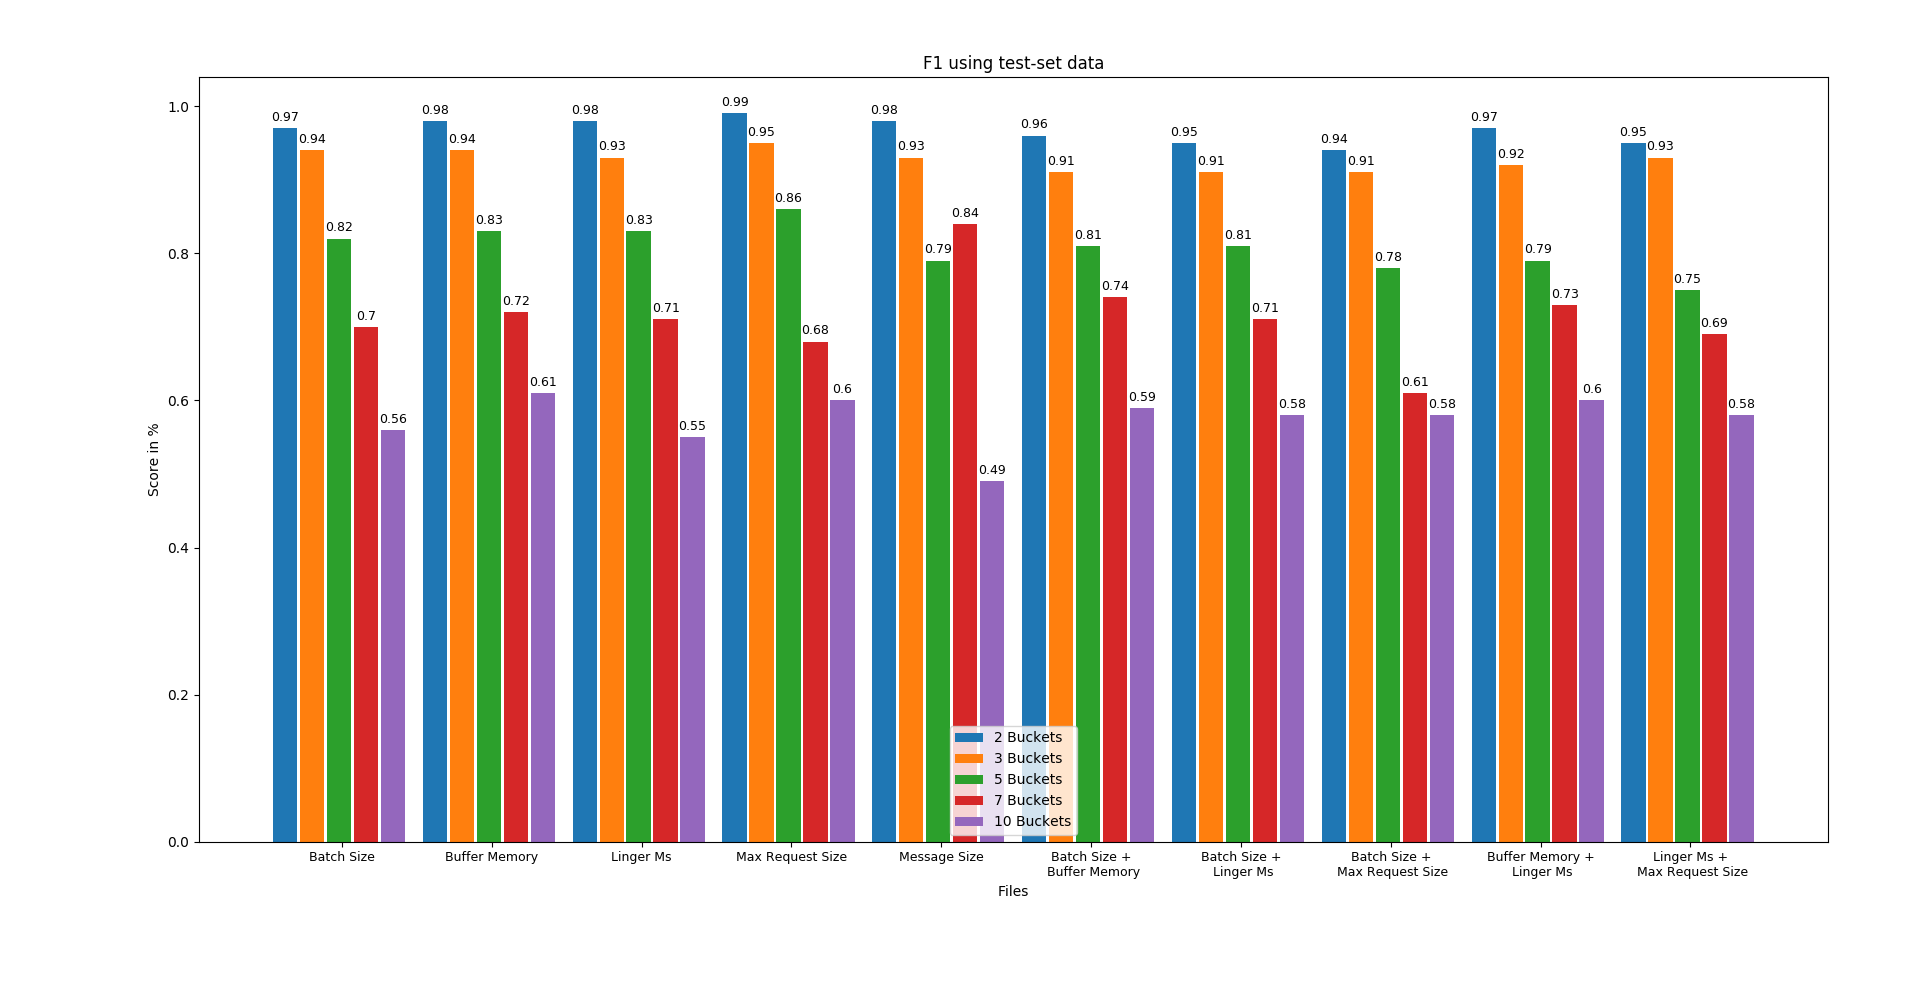 F1 using test-set data
Score in %
1.0
0.8
0.6
0.4
0.2
0.0
0.97 0.94 0.82 0.7 0.56
0.98 0.94 0.83 0.72 0.61
0.98 0.93 0.83 0.71 0.55
0.99 0.95 0.86 0.68 0.6
0.98 0.93 0.79 0.84 0.49
0.96 0.91 0.81 0.74 0.59
0.95 0.91 0.81 0.71 0.58
0.94 0.91 0.78 0.61 0.58
0.97 0.92 0.79 0.73 0.6
0.95 0.93 0.75 0.69 0.58
2 Buckets
3 Buckets
5 Buckets
7 Buckets
10 Buckets
Batch Size
Buffer Memory
Linger Ms
Max Request Size
Message Size
Batch Size +
Buffer Memory
Batch Size +
Linger Ms
Batch Size +
Max Request Size
Buffer Memory +
Linger Ms
Linger Ms +
Max Request Size
Files